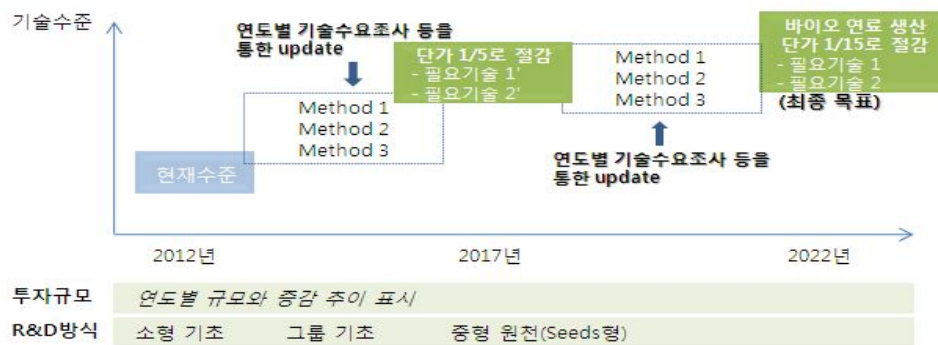 기술수준
연도별 기술수요조사 등을
통한 update
단가 1/5로 절감
- 필요기술 1'
- 필요기술 2'
Method 1
Method 2
Method 3
현재수준
Method 1
Method 2
Method 3
바이오 연료 생산
단가 1/15로 절감
- 필요기술 1
- 필요기술 2
(최종 목표)
연도별 기술수요조사 등을
통한 update
2012년
2017년
2022년
투자규모
연도별 규모와 증감 추이 표시
R&D방식
소형 기초
그룹 기초
중형 원천(Seeds형)